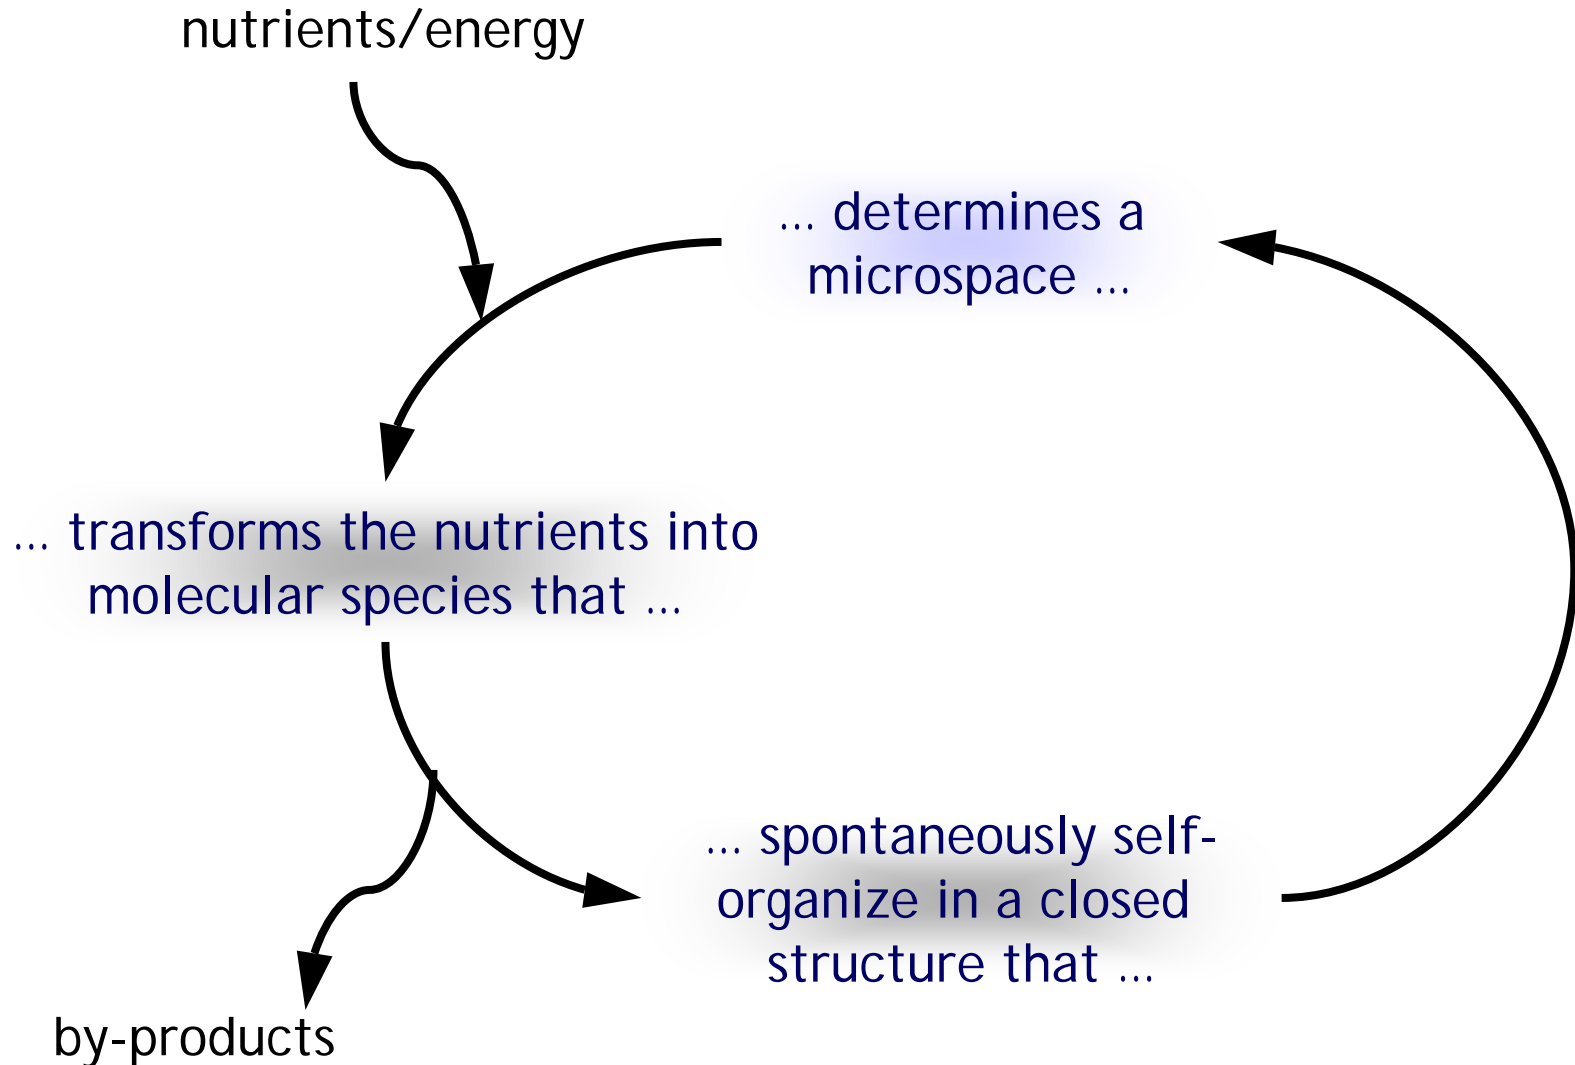 nutrients/energy
... determines a
microspace ...
... transforms the nutrients into
molecular species that ...
... spontaneously self-
organize in a closed
structure that ...
by-products